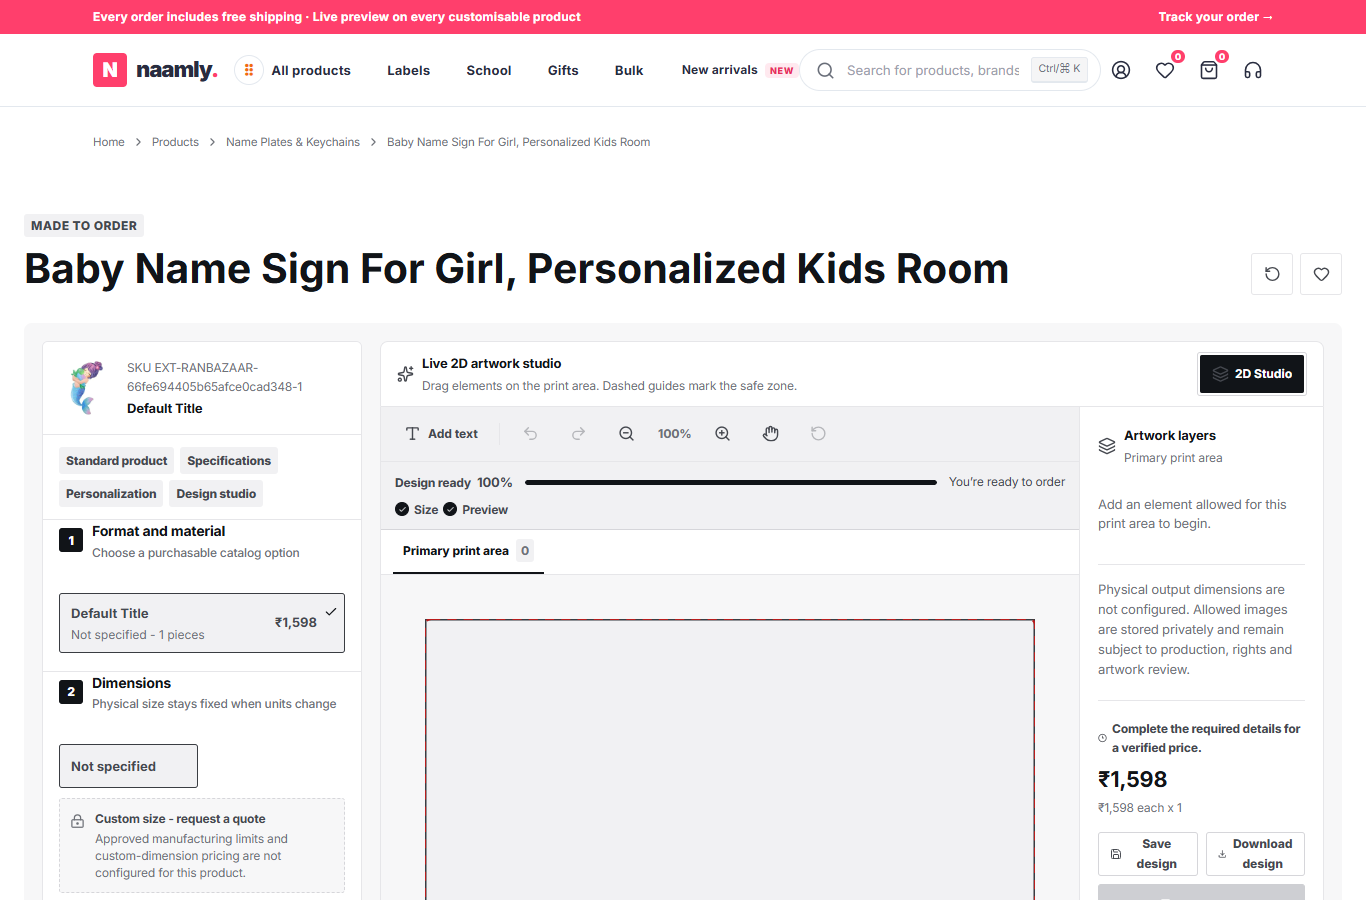 Every order includes free shipping · Live preview on every customisable product
Track your order →
N naamly.
All products
Labels
School
Gifts
Bulk
New arrivals NEW
Search for products, brands
Ctrl/⌘ K
0
0
Home > Products > Name Plates & Keychains > Baby Name Sign For Girl, Personalized Kids Room
MADE TO ORDER
Baby Name Sign For Girl, Personalized Kids Room
SKU EXT-RANBAZAAR-
66fe694405b65afce0cad348-1
Default Title
Standard product
Specifications
Personalization
Design studio
1 Format and material
Choose a purchasable catalog option
Default Title
Not specified - 1 pieces
₹1,598
2 Dimensions
Physical size stays fixed when units change
Not specified
Custom size - request a quote
Approved manufacturing limits and
custom-dimension pricing are not
configured for this product.
Live 2D artwork studio
Drag elements on the print area. Dashed guides mark the safe zone.
2D Studio
Add text
100%
Design ready 100%
You're ready to order
Size
Preview
Primary print area 0
Artwork layers
Primary print area
Add an element allowed for this
print area to begin.
Physical output dimensions are
not configured. Allowed images
are stored privately and remain
subject to production, rights and
artwork review.
Complete the required details for
a verified price.
₹1,598
₹1,598 each x 1
Save
design
Download
design